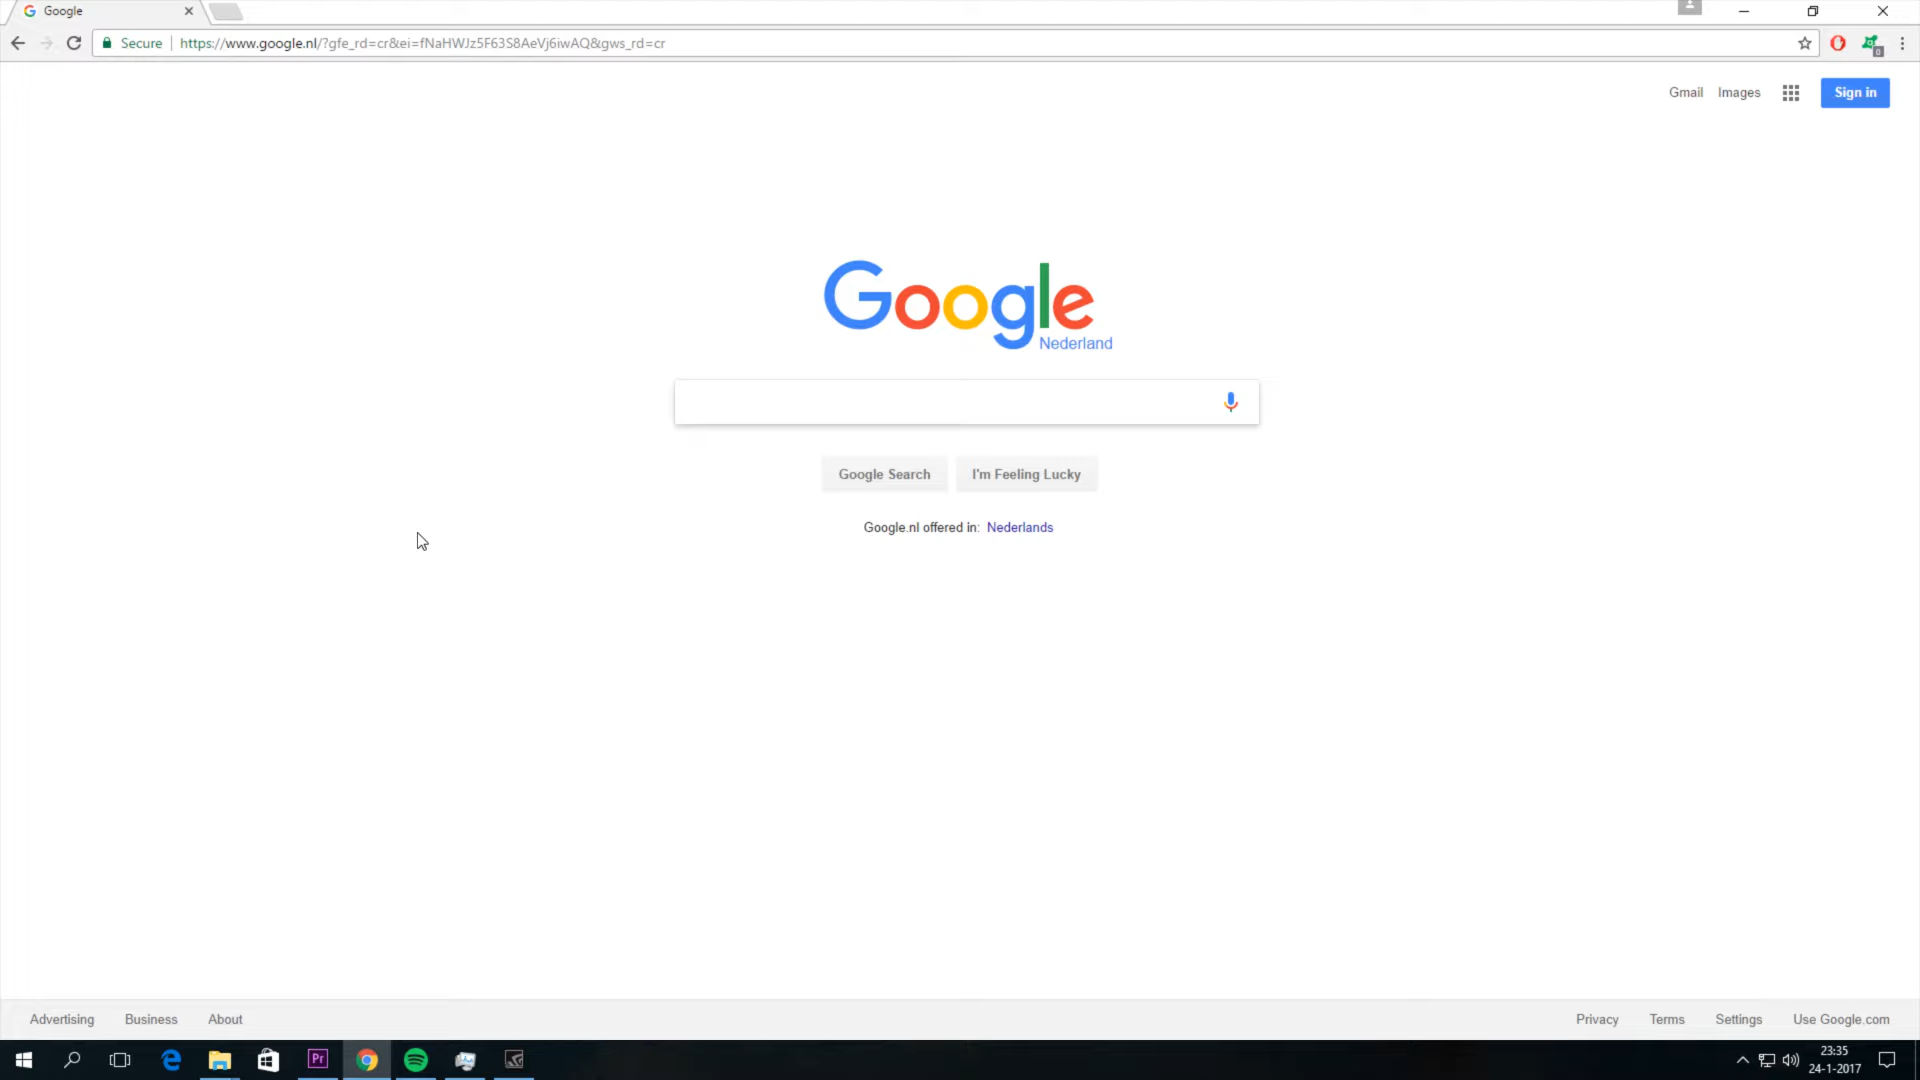 Google
Secure
https://www.google.nl/?gfe_rd=cr&ei=fNaHWJz5F63S8AeVj6iwAQ&gws_rd=cr
0
Gmail Images Sign in
Google
Nederland
Google Search I'm Feeling Lucky
Google.nl offered in: Nederlands
Advertising Business About Privacy Terms Settings Use Google.com
Pr
23:35
24-1-2017